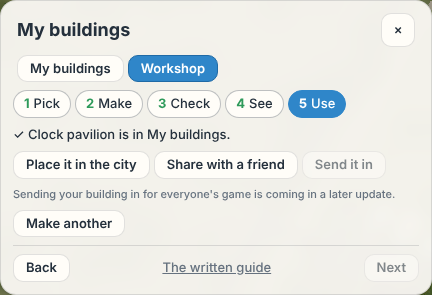 My buildings
×
My buildings Workshop
1 Pick 2 Make 3 Check 4 See 5 Use
✓ Clock pavilion is in My buildings.
Place it in the city Share with a friend Send it in
Sending your building in for everyone's game is coming in a later update.
Make another
Back The written guide Next